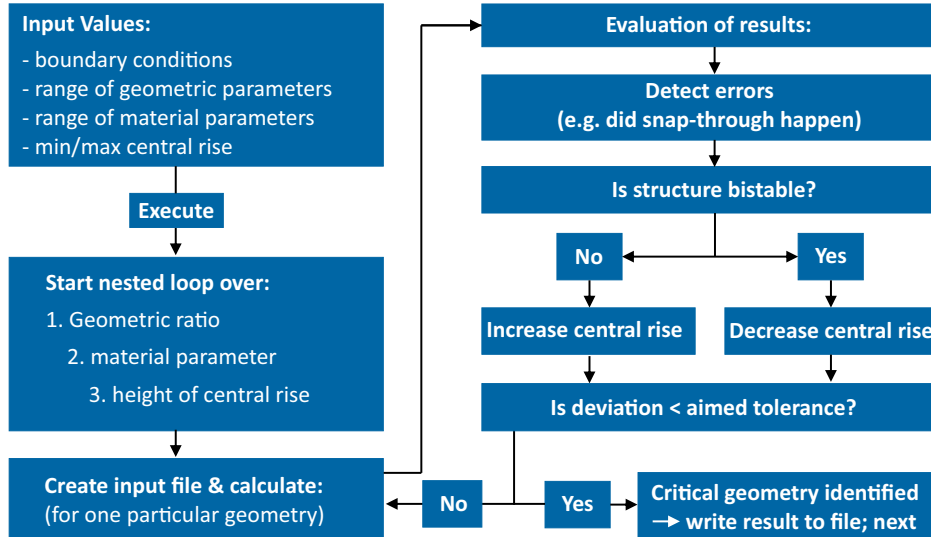 Input Values:
- boundary conditions
- range of geometric parameters
- range of material parameters
- min/max central rise
Execute
Start nested loop over:
1. Geometric ratio
2. material parameter
3. height of central rise
Create input file & calculate:
(for one particular geometry)
Evaluation of results:
Detect errors
(e.g. did snap-through happen)
Is structure bistable?
No
Yes
Increase central rise
Decrease central rise
Is deviation < aimed tolerance?
No
Yes
Critical geometry identified
→ write result to file; next